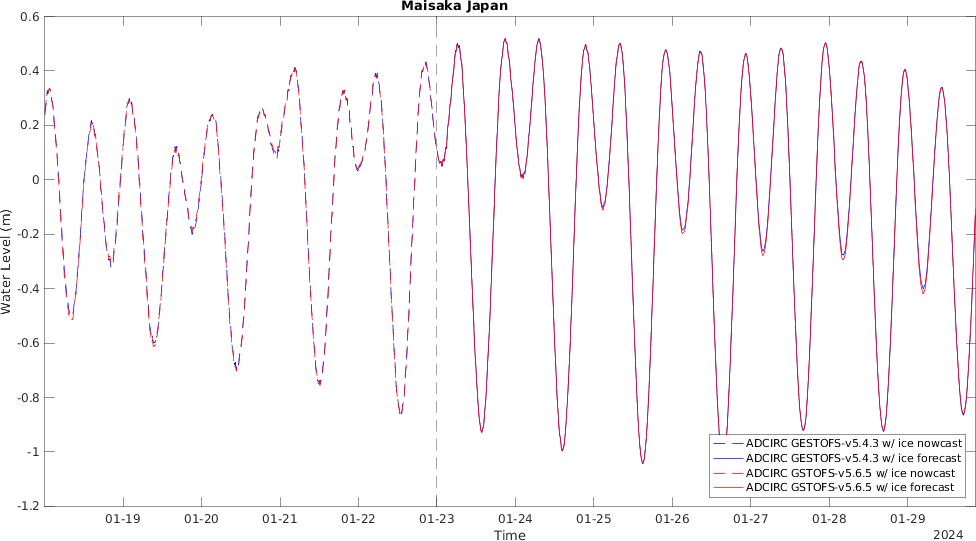 Maisaka Japan
0.6
0.4
0.2
0
-0.2
-0.4
-0.6
-0.8
-1
-1.2
Water Level (m)
ADCIRC GESTOFS-v5.4.3 w/ ice nowcast
ADCIRC GESTOFS-v5.4.3 w/ ice forecast
ADCIRC GSTOFS-v5.6.5 w/ ice nowcast
ADCIRC GSTOFS-v5.6.5 w/ ice forecast
01-19 01-20 01-21 01-22 01-23 01-24 01-25 01-26 01-27 01-28 01-29
Time
2024